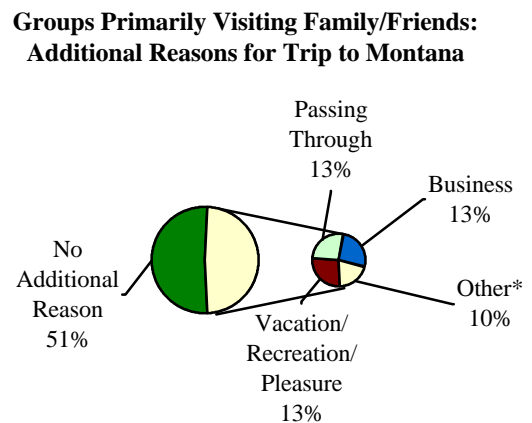 Groups Primarily Visiting Family/Friends:
Additional Reasons for Trip to Montana
Passing
Through
13%
Business
13%
No
Additional
Reason
51%
Other*
10%
Vacation/
Recreation/
Pleasure
13%